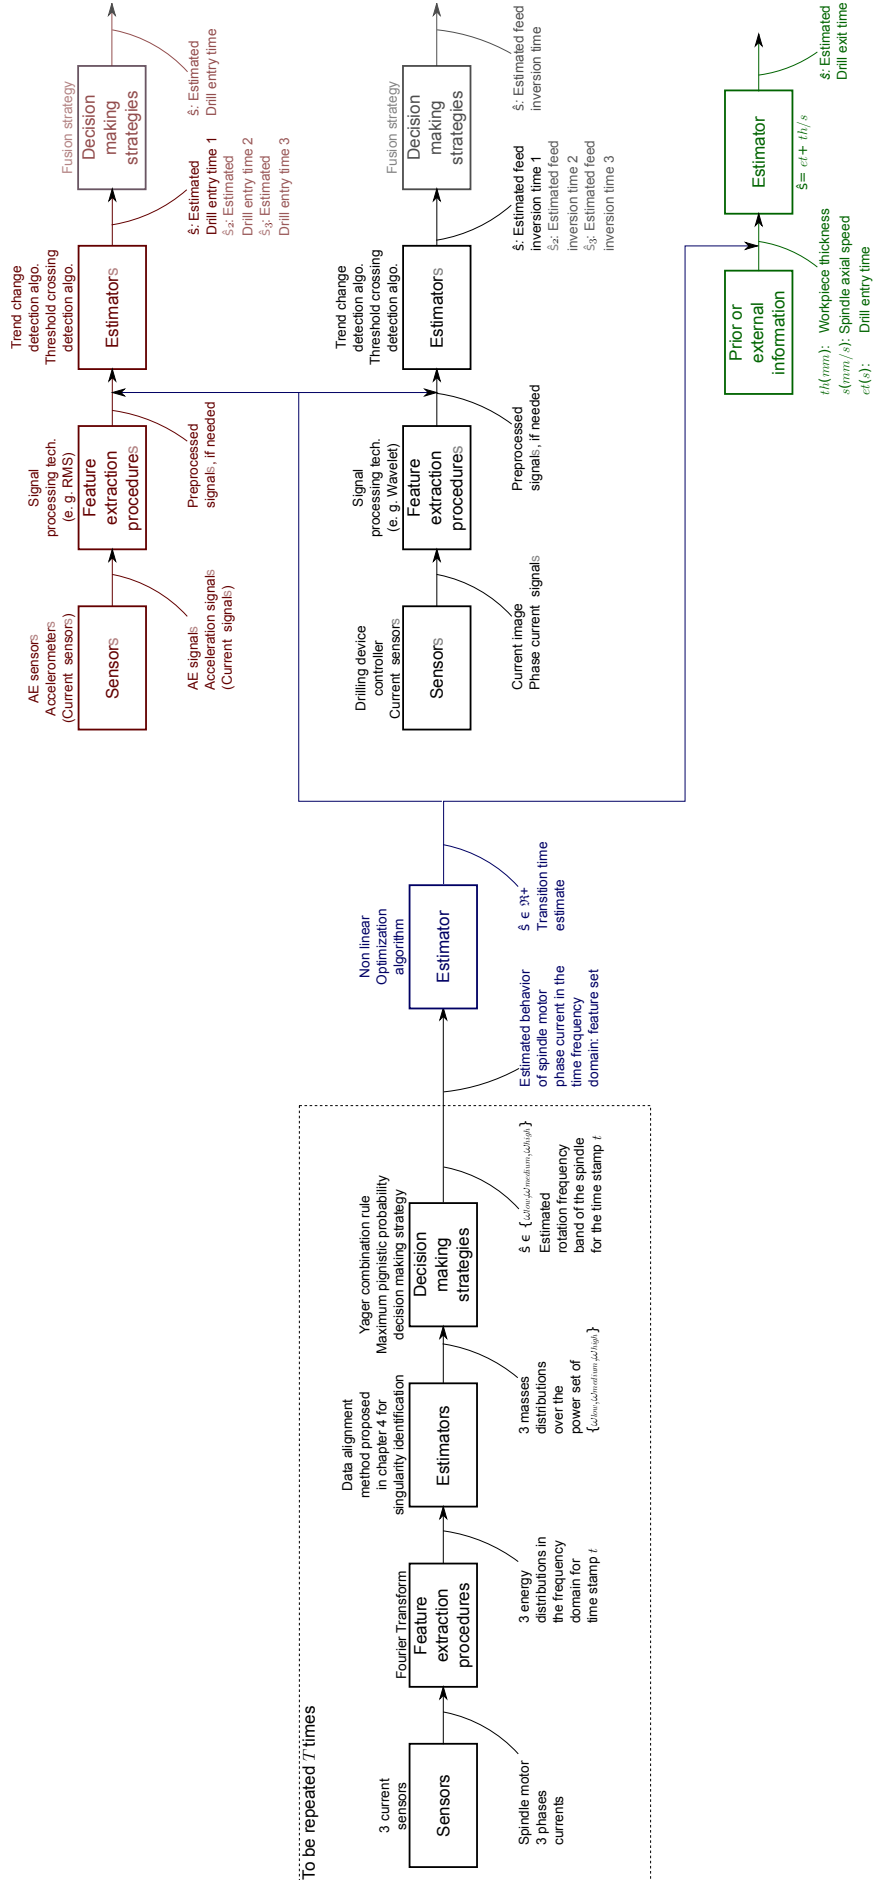 To be repeated T times
3 current
sensors
Sensors
Spindle motor
3 phases
currents
Fourier Transform
Feature
extraction
procedures
3 energy
distributions in
the frequency
domain for
time stamp t
Data alignment
method proposed
in chapter 4 for
singularity identification
Estimators
3 masses
distributions
over the
power set of
{ωlow,ωmedium,ωhigh}
Yager combination rule
Maximum pignistic probability
decision making strategy
Decision
making
strategies
ŝ ∈ {ωlow,ωmedium,ωhigh}
Estimated
rotation frequency
band of the spindle
for the time stamp t
Estimated behavior
of spindle motor
phase current in the
time frequency
domain: feature set
Non linear
Optimization
algorithm
Estimator
ŝ ∈ ℜ+
Transition time
estimate
AE sensors
Accelerometers
(Current sensors)
Sensors
AE signals
Acceleration signals
(Current signals)
Signal
processing tech.
(e. g. RMS)
Feature
extraction
procedures
Preprocessed
signals, if needed
Trend change
detection algo.
Threshold crossing
detection algo.
Estimators
ŝ: Estimated
Drill entry time 1
ŝ₂: Estimated
Drill entry time 2
ŝ₃: Estimated
Drill entry time 3
Fusion strategy
Decision
making
strategies
ŝ: Estimated
Drill entry time
Drilling device
controller
Current sensors
Sensors
Current image
Phase current signals
Signal
processing tech.
(e. g. Wavelet)
Feature
extraction
procedures
Preprocessed
signals, if needed
Trend change
detection algo.
Threshold crossing
detection algo.
Estimators
ŝ: Estimated feed
inversion time 1
ŝ₂: Estimated feed
inversion time 2
ŝ₃: Estimated feed
inversion time 3
Fusion strategy
Decision
making
strategies
ŝ: Estimated feed
inversion time
Prior or
external
information
th(mm): Workpiece thickness
s(mm/s): Spindle axial speed
et(s): Drill entry time
Estimator
ŝ= et+ th/s
ŝ: Estimated
Drill exit time